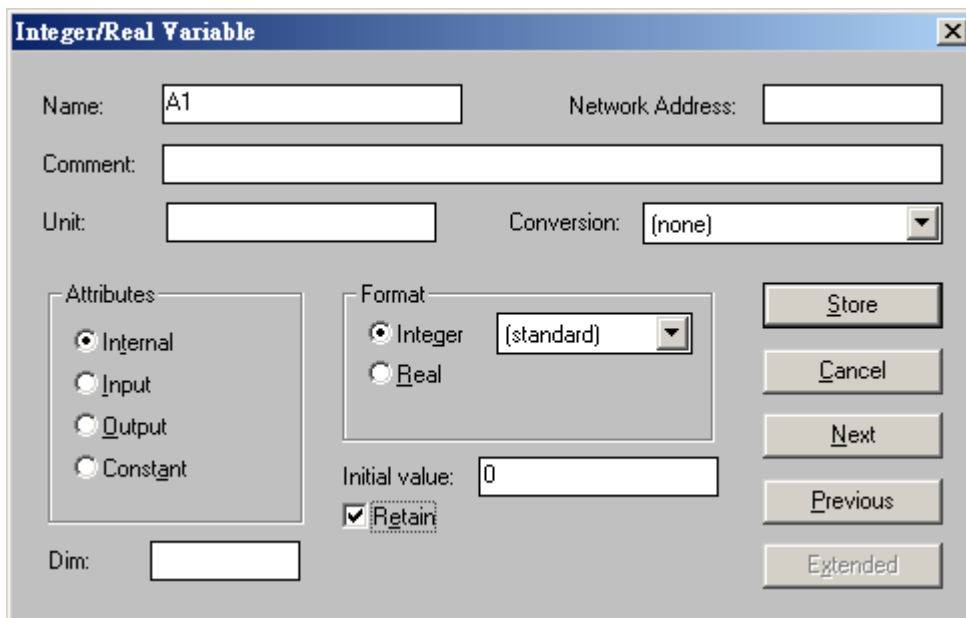 Integer/Real Variable
Name: A1 Network Address:
Comment:
Unit: Conversion: (none)
Attributes Format
Internal Integer (standard) Store
Input Real Cancel
Output Next
Constant Initial value: 0
Retain Previous
Dim: Extended